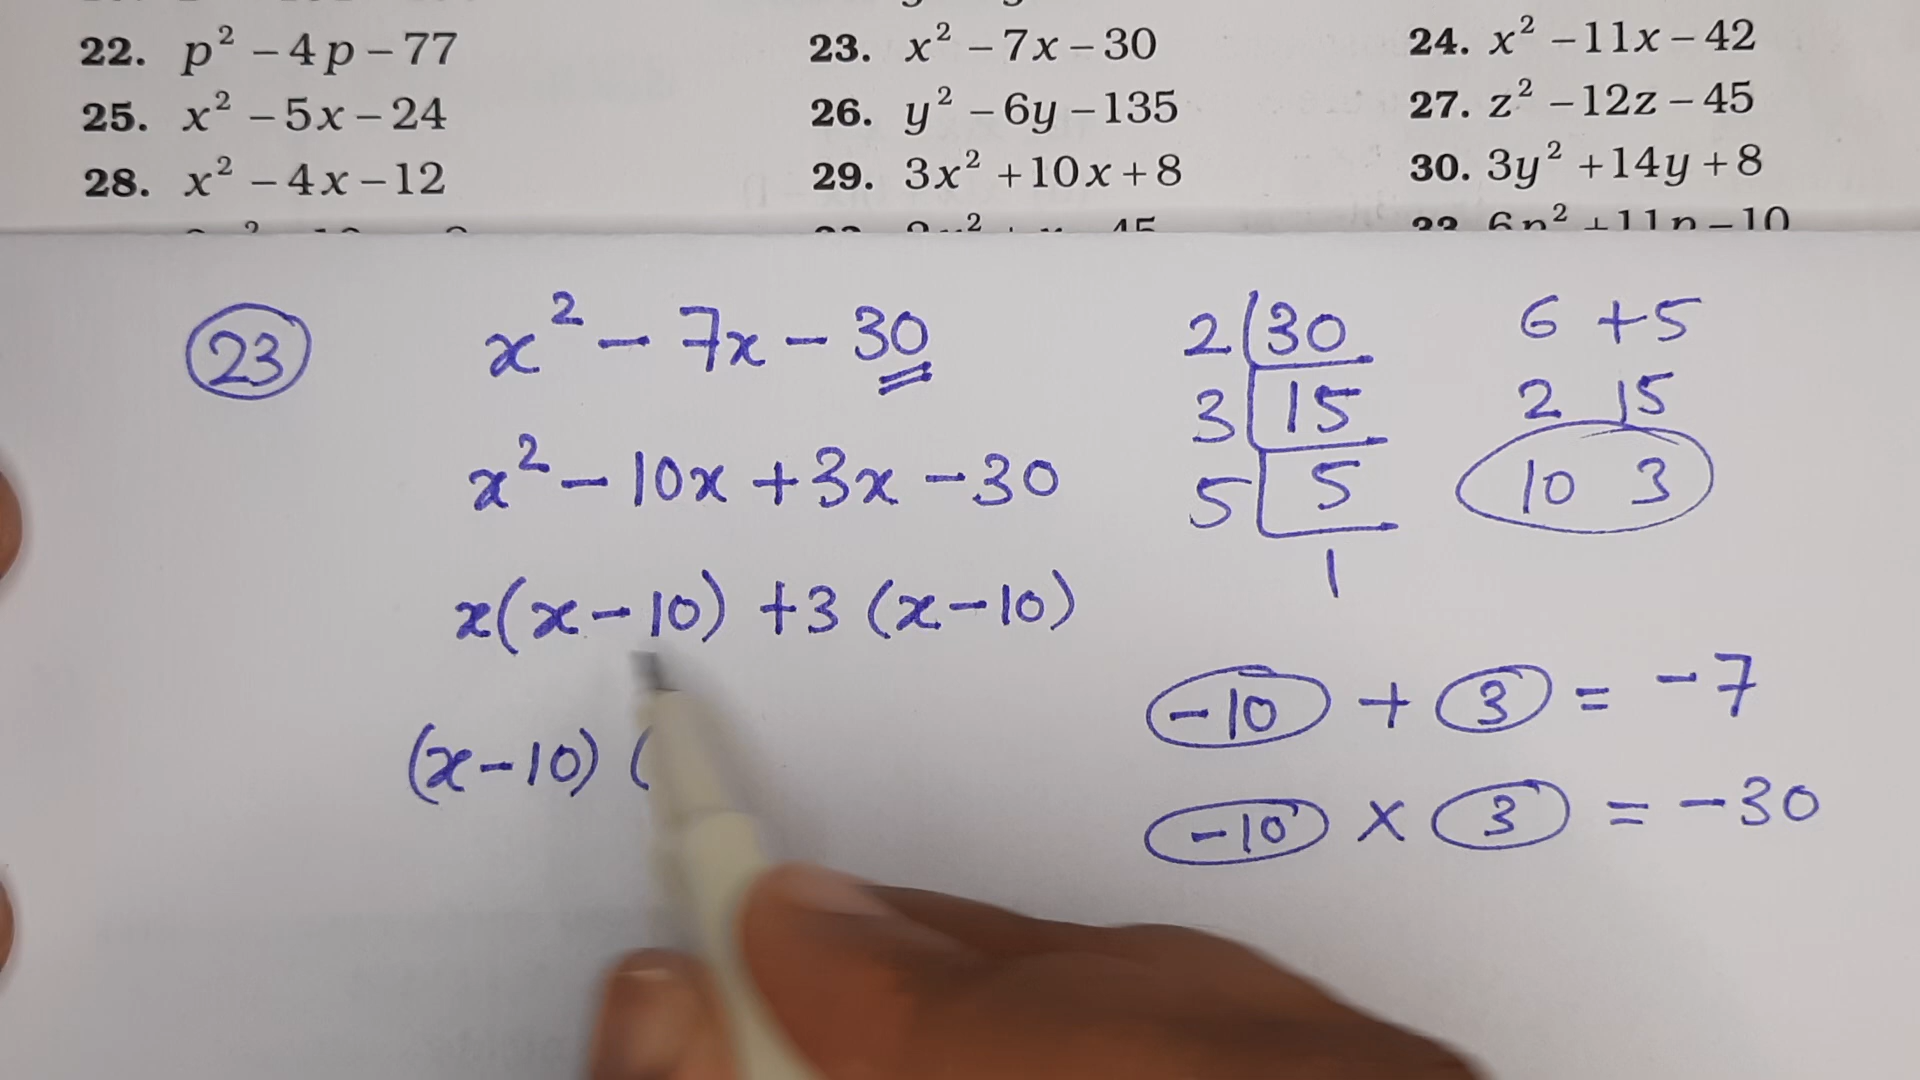 22. p² – 4p – 77 23. x² – 7x – 30 24. x² – 11x – 42
25. x² – 5x – 24 26. y² – 6y – 135 27. z² – 12z – 45
28. x² – 4x – 12 29. 3x² + 10x + 8 30. 3y² + 14y + 8
23 x² – 7x – 30
x² – 10x + 3x – 30
x(x – 10) + 3 (x – 10)
(x – 10) (
2 30
3 15
5 5
1
6 + 5
2 15
10 3
–10 + 3 = –7
–10 × 3 = –30